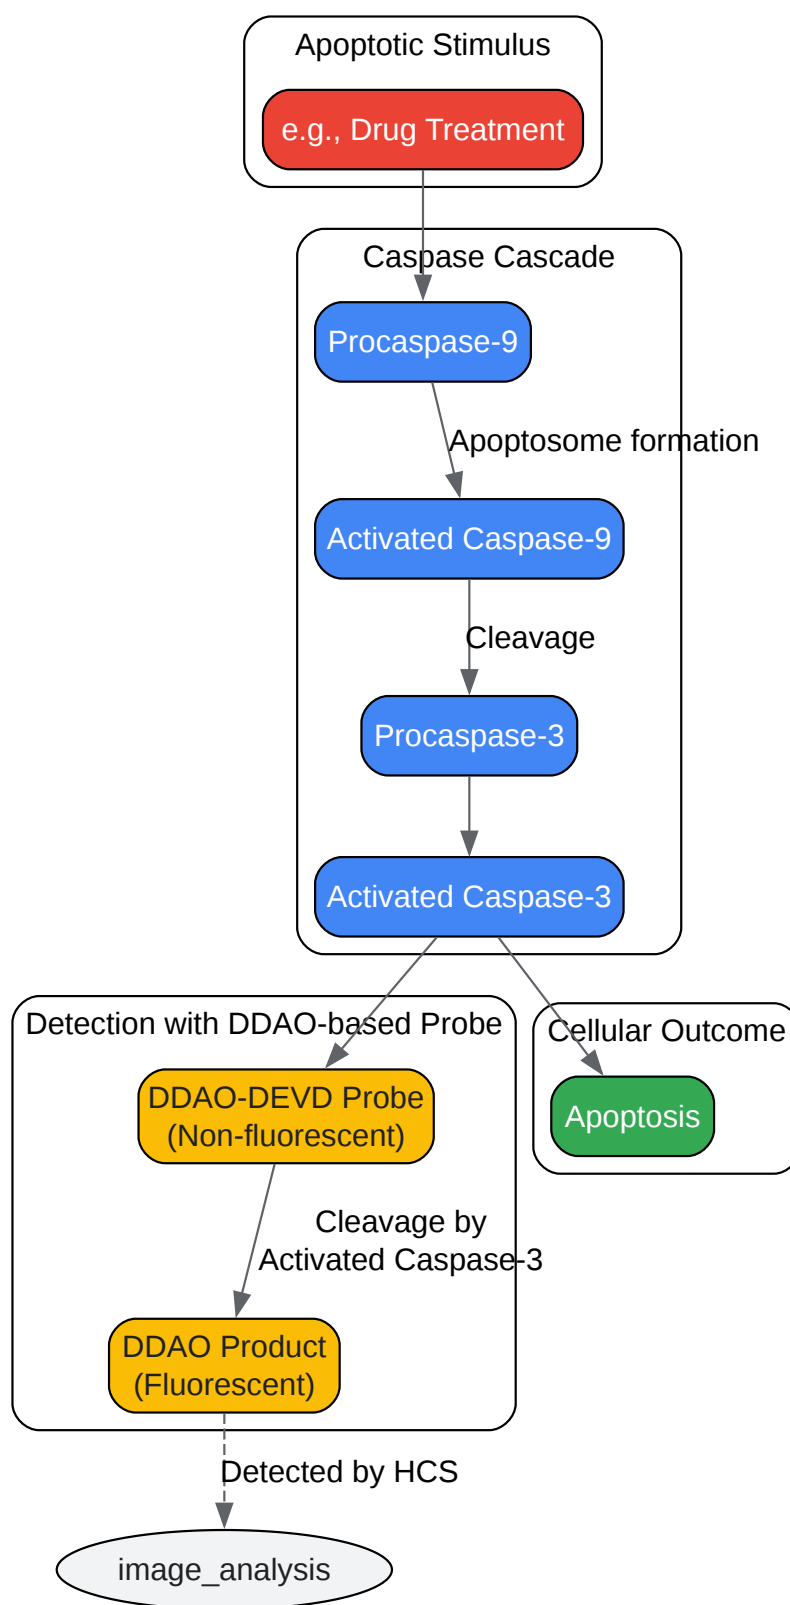 Apoptotic Stimulus
e.g., Drug Treatment
Caspase Cascade
Procaspase-9
Apoptosome formation
Activated Caspase-9
Cleavage
Procaspase-3
Activated Caspase-3
Detection with DDAO-based Probe
Cellular Outcome
DDAO-DEVD Probe
(Non-fluorescent)
Apoptosis
Cleavage by
Activated Caspase-3
DDAO Product
(Fluorescent)
Detected by HCS
image_analysis